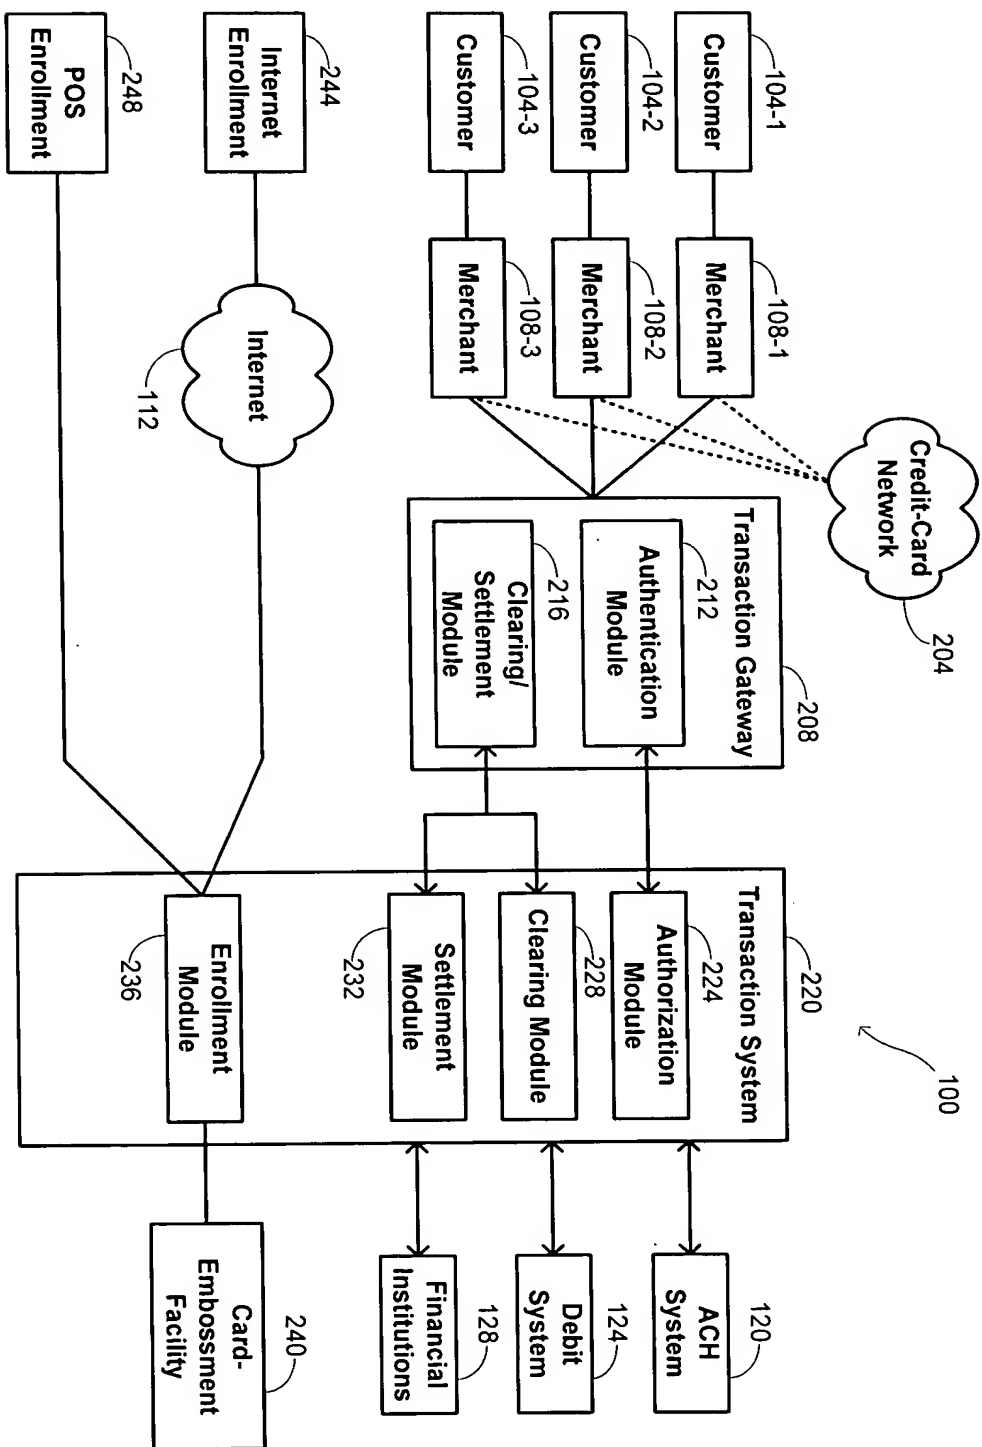 100
Credit-Card
Network
204
104-1
Customer
108-1
Merchant
104-2
Customer
108-2
Merchant
104-3
Customer
108-3
Merchant
208
Transaction Gateway
212
Authentication
Module
216
Clearing/
Settlement
Module
220
Transaction System
224
Authorization
Module
228
Clearing Module
Settlement
Module
232
Enrollment
Module
236
120
ACH
System
124
Debit
System
128
Financial
Institutions
240
Card-
Embossment
Facility
244
Internet
Enrollment
Internet
112
248
POS
Enrollment